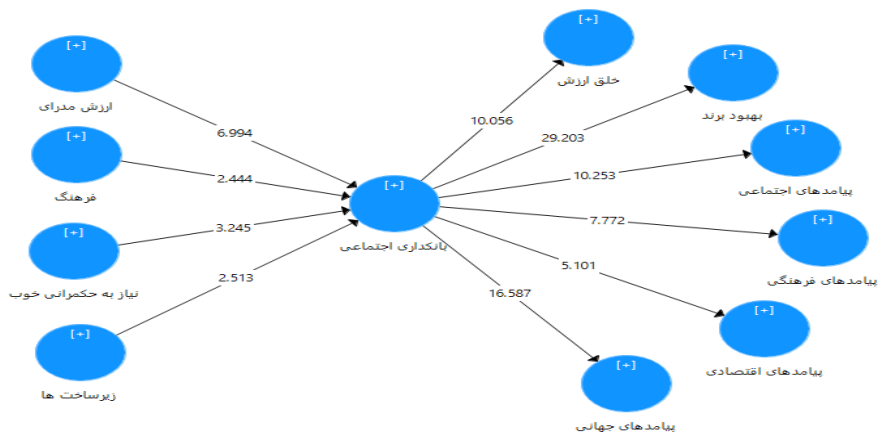 [+]
خلق ارزش
[+]
ارزش مدرای
[+]
بهبود برند
10.056
6.994
29.203
[+]
فرهنگ
[+]
پیامدهای اجتماعی
2.444
10.253
[+]
بانکداری اجتماعی
3.245
7.772
[+]
نیاز به حکمرانی خوب
[+]
پیامدهای فرهنگی
2.513
5.101
16.587
[+]
زیرساخت ها
[+]
پیامدهای اقتصادی
[+]
پیامدهای جهانی